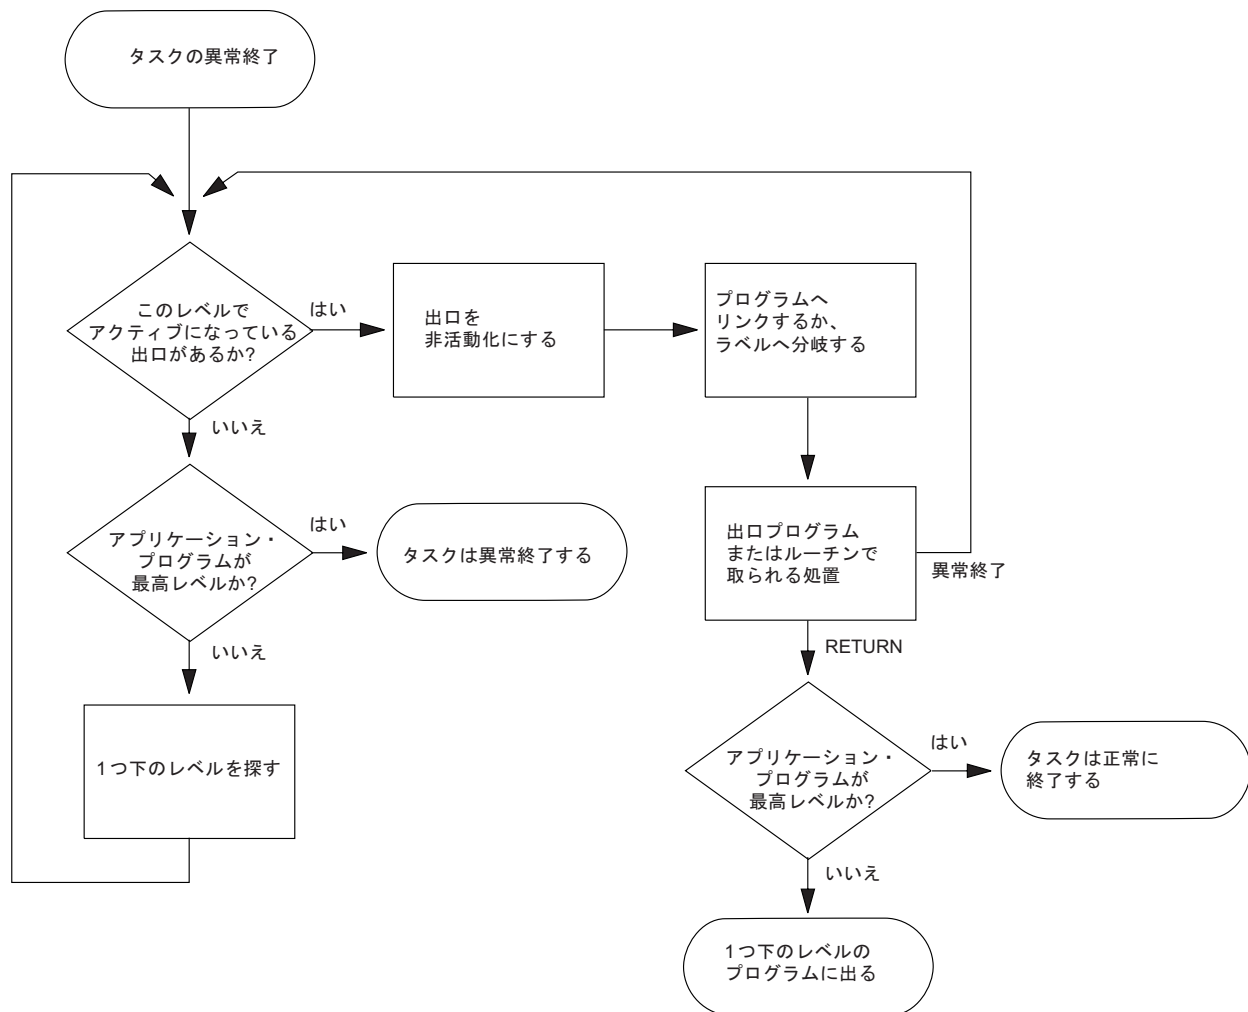 タスクの異常終了
このレベルで
アクティブになっている
出口があるか?
はい
出口を
非活動化にする
プログラムへ
リンクするか、
ラベルへ分岐する
いいえ
アプリケーション・
プログラムが
最高レベルか?
はい
タスクは異常終了する
出口プログラム
またはルーチンで
取られる処置
異常終了
いいえ
RETURN
1つ下のレベルを探す
アプリケーション・
プログラムが
最高レベルか?
はい
タスクは正常に
終了する
いいえ
1つ下のレベルの
プログラムに出る